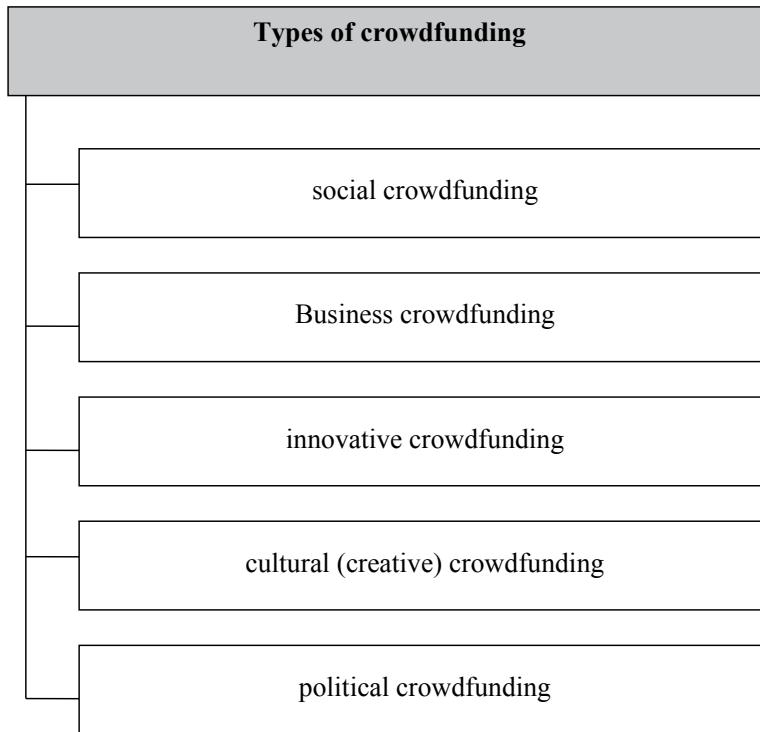 Types of crowdfunding
social crowdfunding
Business crowdfunding
innovative crowdfunding
cultural (creative) crowdfunding
political crowdfunding